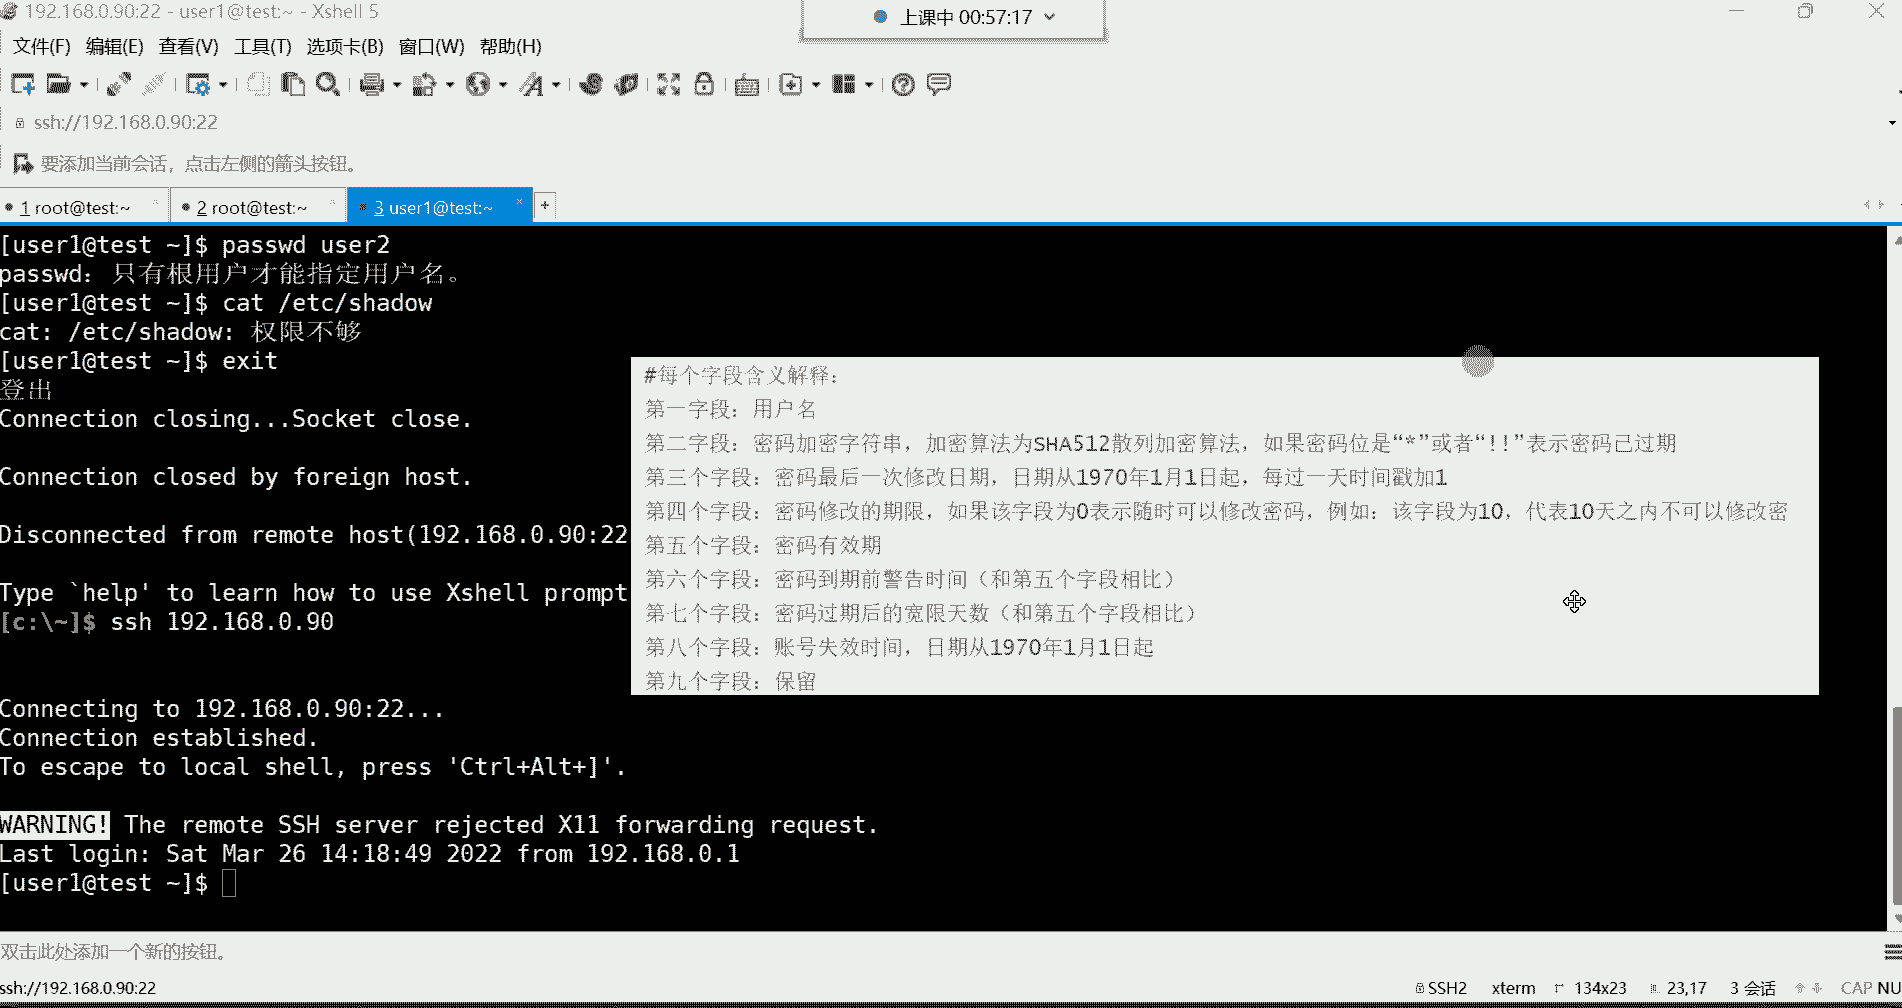 192.168.0.90:22 - user1@test:~ - Xshell 5
上课中 00:57:17
文件(F) 编辑(E) 查看(V) 工具(T) 选项卡(B) 窗口(W) 帮助(H)
ssh://192.168.0.90:22
要添加当前会话，点击左侧的箭头按钮。
1 root@test:~ 2 root@test:~ 3 user1@test:~ +
[user1@test ~]$ passwd user2
passwd：只有根用户才能指定用户名。
[user1@test ~]$ cat /etc/shadow
cat: /etc/shadow: 权限不够
[user1@test ~]$ exit
登出
Connection closing...Socket close.
Connection closed by foreign host.
Disconnected from remote host(192.168.0.90:22
Type `help' to learn how to use Xshell prompt
[c:\~]$ ssh 192.168.0.90
Connecting to 192.168.0.90:22...
Connection established.
To escape to local shell, press 'Ctrl+Alt+]'.
WARNING! The remote SSH server rejected X11 forwarding request.
Last login: Sat Mar 26 14:18:49 2022 from 192.168.0.1
[user1@test ~]$
#每个字段含义解释：
第一字段：用户名
第二字段：密码加密字符串，加密算法为SHA512散列加密算法，如果密码位是“*”或者“!!”表示密码已过期
第三个字段：密码最后一次修改日期，日期从1970年1月1日起，每过一天时间戳加1
第四个字段：密码修改的期限，如果该字段为0表示随时可以修改密码，例如：该字段为10，代表10天之内不可以修改密
第五个字段：密码有效期
第六个字段：密码到期前警告时间（和第五个字段相比）
第七个字段：密码过期后的宽限天数（和第五个字段相比）
第八个字段：账号失效时间，日期从1970年1月1日起
第九个字段：保留
双击此处添加一个新的按钮。
ssh://192.168.0.90:22 SSH2 xterm 134x23 23,17 3 会话 CAP NU